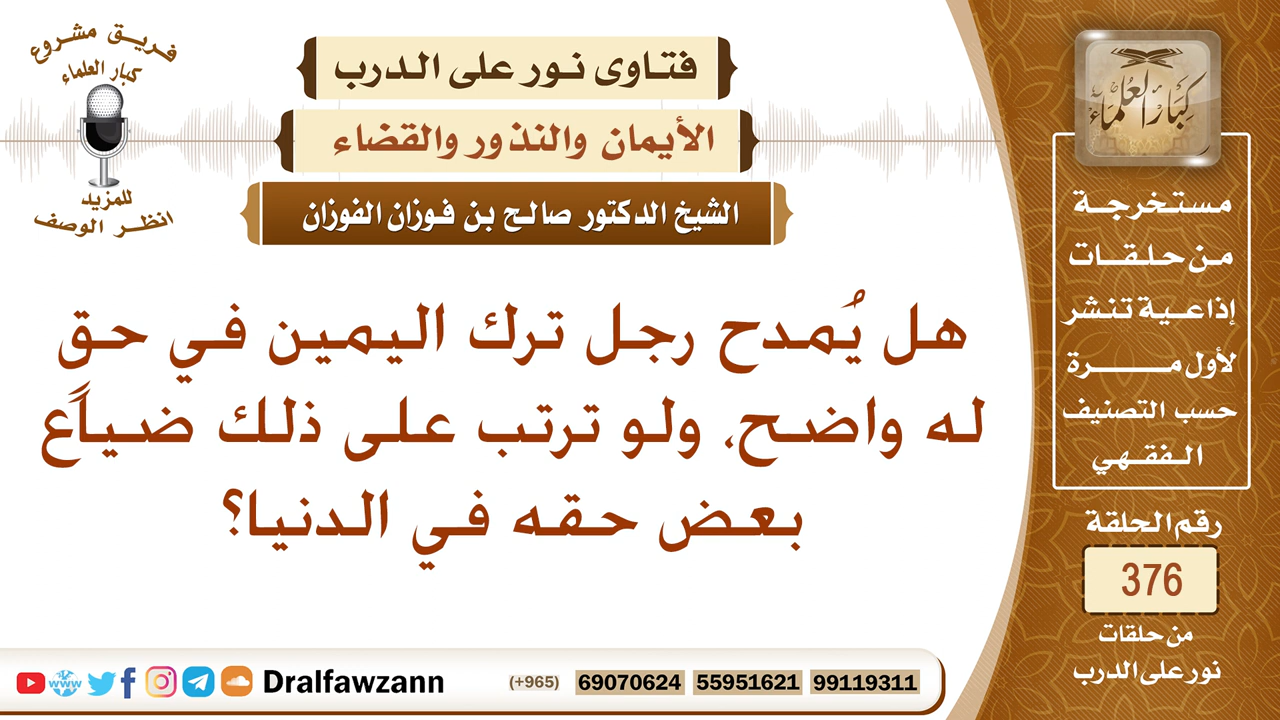 فريق مشروع
كبار العلماء
للمزيد
انظر الوصف
فتاوى نور على الدرب
الأيمان والنذور والقضاء
الشيخ الدكتور صالح بن فوزان الفوزان
هل يُمدح رجل ترك اليمين في حق
له واضح، ولو ترتب على ذلك ضياًع
بعض حقه في الدنيا؟
كبار العلماء
مستخرجة
من حلقات
إذاعية تنشر
لأول مرة
حسب التصنيف
الفقهي
رقم الحلقة
376
من حلقات
نور على الدرب
www
Dralfawzann
(+965) 69070624 55951621 99119311